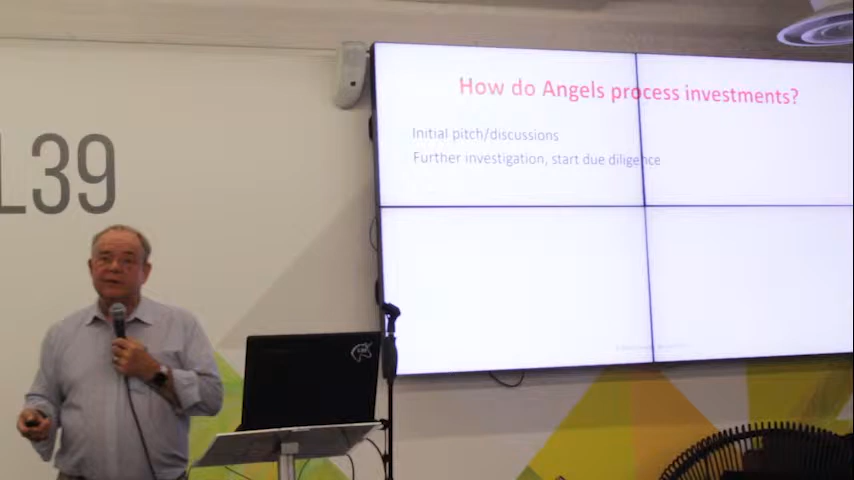 L39
How do Angels process investments?
Initial pitch/discussions
Further investigation, start due diligence